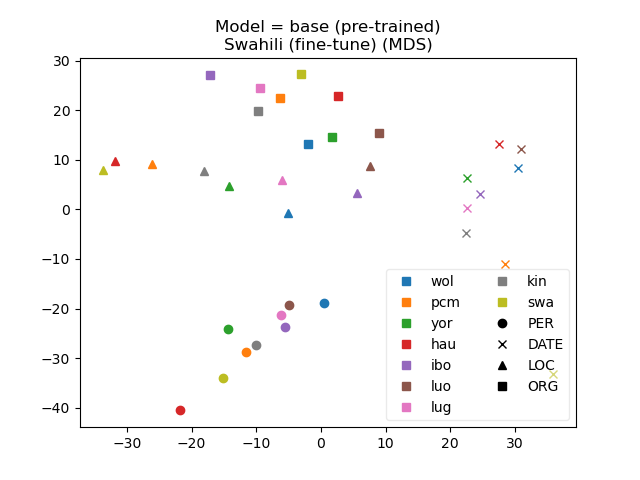 Model = base (pre-trained)
Swahili (fine-tune) (MDS)
30
20
10
0
−10
−20
−30
−40
−30
−20
−10
0
10
20
30
wol
pcm
yor
hau
ibo
luo
lug
kin
swa
PER
DATE
LOC
ORG